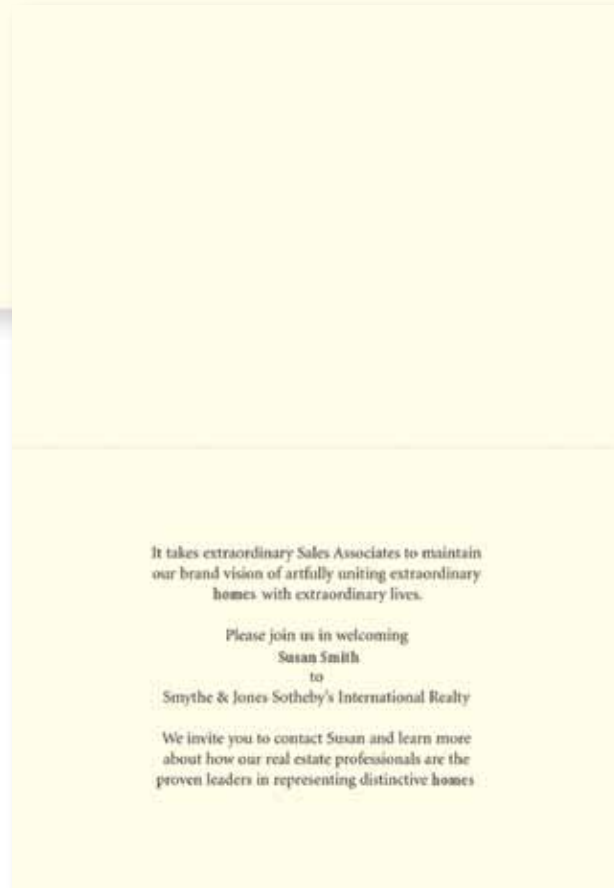 It takes extraordinary Sales Associates to maintain
our brand vision of artfully uniting extraordinary
homes with extraordinary lives.
Please join us in welcoming
Susan Smith
to
Smythe & Jones Sotheby's International Realty
We invite you to contact Susan and learn more
about how our real estate professionals are the
proven leaders in representing distinctive homes